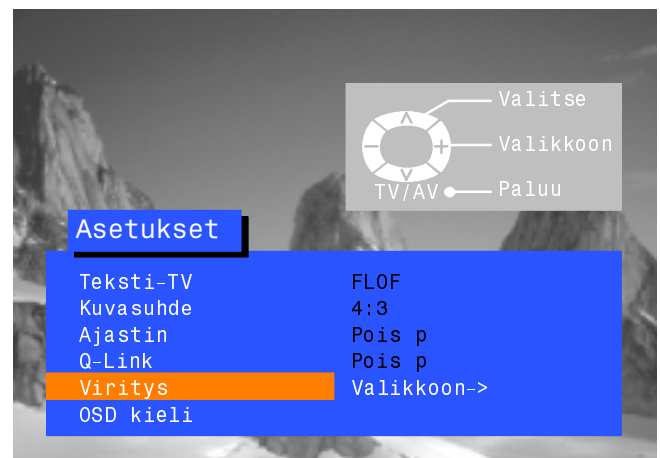 Valitse
Valikkoon
TV/AV Paluu
Asetukset
Teksti-TV FLOF
Kuvasuhde 4:3
Ajastin Pois p
Q-Link Pois p
Viritys Valikkoon->
OSD kieli